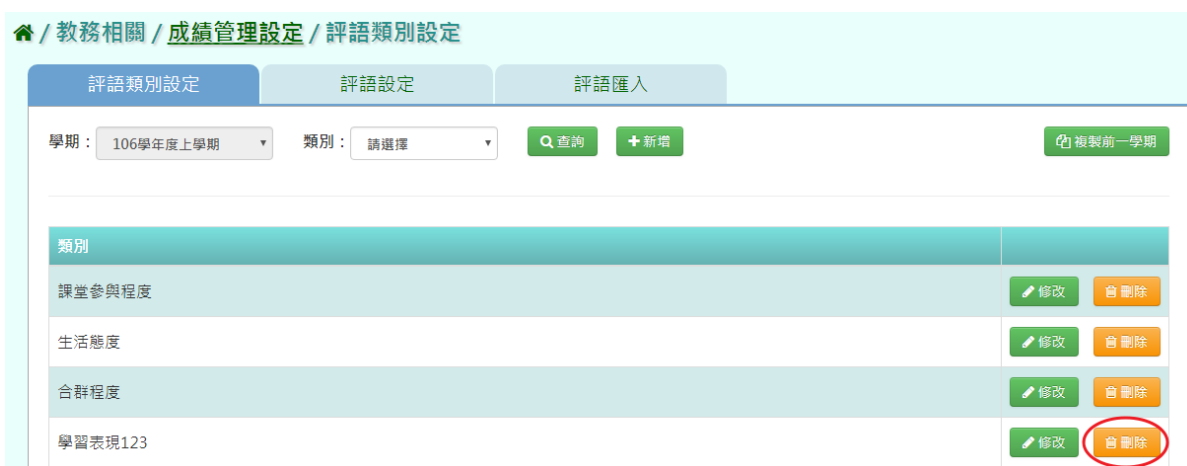 / 教務相關 / 成績管理設定 / 評語類別設定
評語類別設定 評語設定 評語匯入
學期： 106學年度上學期 類別： 請選擇 查詢 新增 複製前一學期
類別
課堂參與程度 修改 刪除
生活態度 修改 刪除
合群程度 修改 刪除
學習表現123 修改 刪除